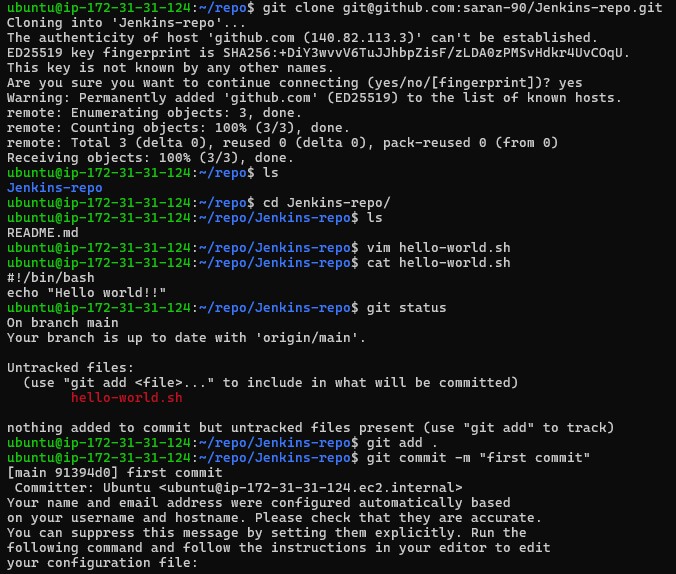 ubuntu@ip-172-31-31-124:~/repo$ git clone git@github.com:saran-90/Jenkins-repo.git
Cloning into 'Jenkins-repo'...
The authenticity of host 'github.com (140.82.113.3)' can't be established.
ED25519 key fingerprint is SHA256:+DiY3wvvV6TuJJhbpZisF/zLDA0zPMSvHdkr4UvCOqU.
This key is not known by any other names.
Are you sure you want to continue connecting (yes/no/[fingerprint])? yes
Warning: Permanently added 'github.com' (ED25519) to the list of known hosts.
remote: Enumerating objects: 3, done.
remote: Counting objects: 100% (3/3), done.
remote: Total 3 (delta 0), reused 0 (delta 0), pack-reused 0 (from 0)
Receiving objects: 100% (3/3), done.
ubuntu@ip-172-31-31-124:~/repo$ ls
Jenkins-repo
ubuntu@ip-172-31-31-124:~/repo$ cd Jenkins-repo/
ubuntu@ip-172-31-31-124:~/repo/Jenkins-repo$ ls
README.md
ubuntu@ip-172-31-31-124:~/repo/Jenkins-repo$ vim hello-world.sh
ubuntu@ip-172-31-31-124:~/repo/Jenkins-repo$ cat hello-world.sh
#!/bin/bash
echo "Hello world!!"
ubuntu@ip-172-31-31-124:~/repo/Jenkins-repo$ git status
On branch main
Your branch is up to date with 'origin/main'.

Untracked files:
  (use "git add <file>..." to include in what will be committed)
        hello-world.sh

nothing added to commit but untracked files present (use "git add" to track)
ubuntu@ip-172-31-31-124:~/repo/Jenkins-repo$ git add .
ubuntu@ip-172-31-31-124:~/repo/Jenkins-repo$ git commit -m "first commit"
[main 91394d0] first commit
 Committer: Ubuntu <ubuntu@ip-172-31-31-124.ec2.internal>
Your name and email address were configured automatically based
on your username and hostname. Please check that they are accurate.
You can suppress this message by setting them explicitly. Run the
following command and follow the instructions in your editor to edit
your configuration file: